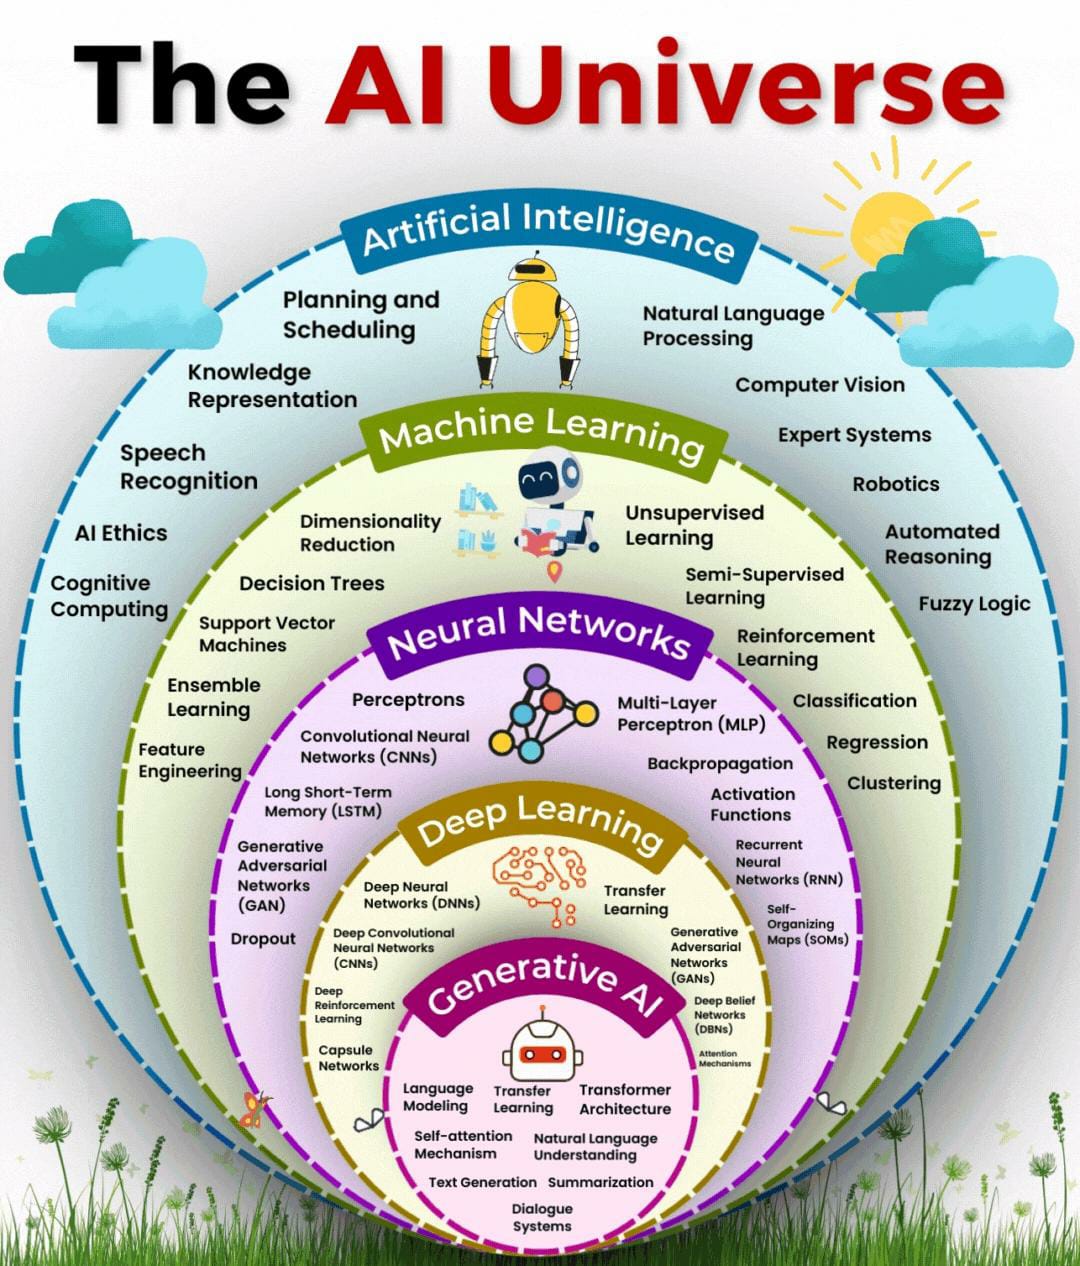 The AI Universe
Artificial Intelligence
Planning and
Scheduling
Natural Language
Processing
Knowledge
Representation
Computer Vision
Speech
Recognition
Expert Systems
Robotics
AI Ethics
Automated
Reasoning
Cognitive
Computing
Fuzzy Logic
Machine Learning
Dimensionality
Reduction
Unsupervised
Learning
Decision Trees
Semi-Supervised
Learning
Support Vector
Machines
Reinforcement
Learning
Ensemble
Learning
Classification
Feature
Engineering
Regression
Clustering
Neural Networks
Perceptrons
Multi-Layer
Perceptron (MLP)
Convolutional Neural
Networks (CNNs)
Backpropagation
Long Short-Term
Memory (LSTM)
Activation
Functions
Generative
Adversarial
Networks
(GAN)
Recurrent
Neural
Networks (RNN)
Dropout
Self-
Organizing
Maps (SOMs)
Deep Learning
Deep Neural
Networks (DNNs)
Transfer
Learning
Deep Convolutional
Neural Networks
(CNNs)
Generative
Adversarial
Networks
(GANs)
Deep
Reinforcement
Learning
Deep Belief
Networks
(DBNs)
Capsule
Networks
Attention
Mechanisms
Generative AI
Language
Modeling
Transfer
Learning
Transformer
Architecture
Self-attention
Mechanism
Natural Language
Understanding
Text Generation
Summarization
Dialogue
Systems